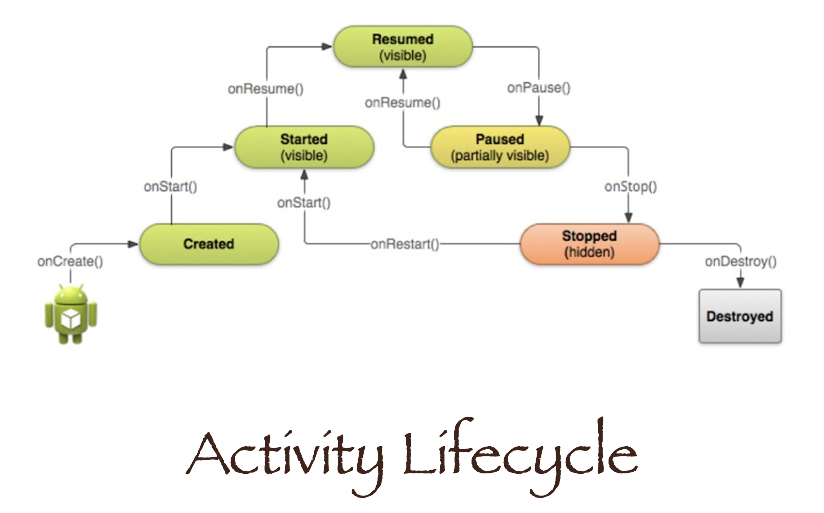 Resumed
(visible)
onResume()
onResume()
onPause()
Started
(visible)
Paused
(partially visible)
onStart()
onStart()
onStop()
Created
onRestart()
Stopped
(hidden)
onCreate()
onDestroy()
Destroyed
Activity Lifecycle